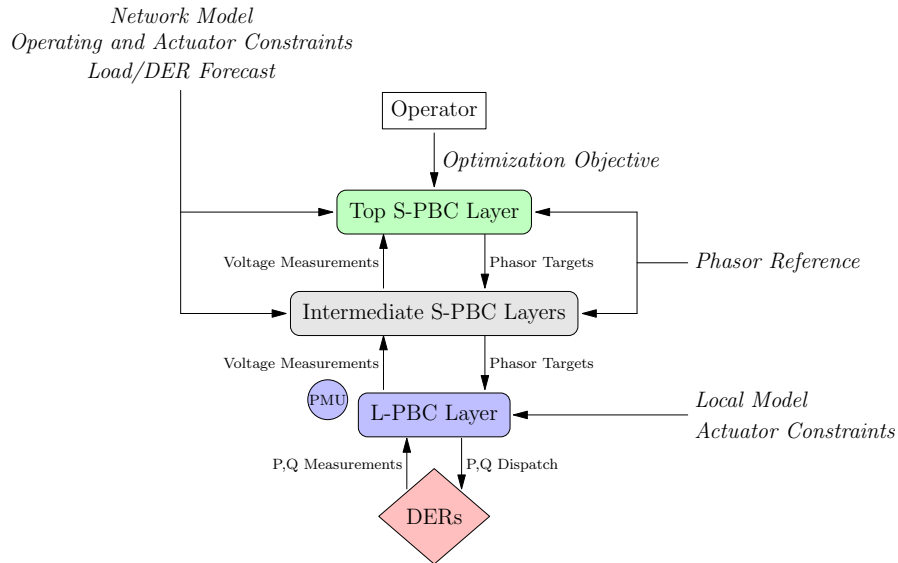 Network Model
Operating and Actuator Constraints
Load/DER Forecast
Operator
Optimization Objective
Top S-PBC Layer
Voltage Measurements
Phasor Targets
Phasor Reference
Intermediate S-PBC Layers
Voltage Measurements
Phasor Targets
PMU
L-PBC Layer
Local Model
Actuator Constraints
P,Q Measurements
P,Q Dispatch
DERs